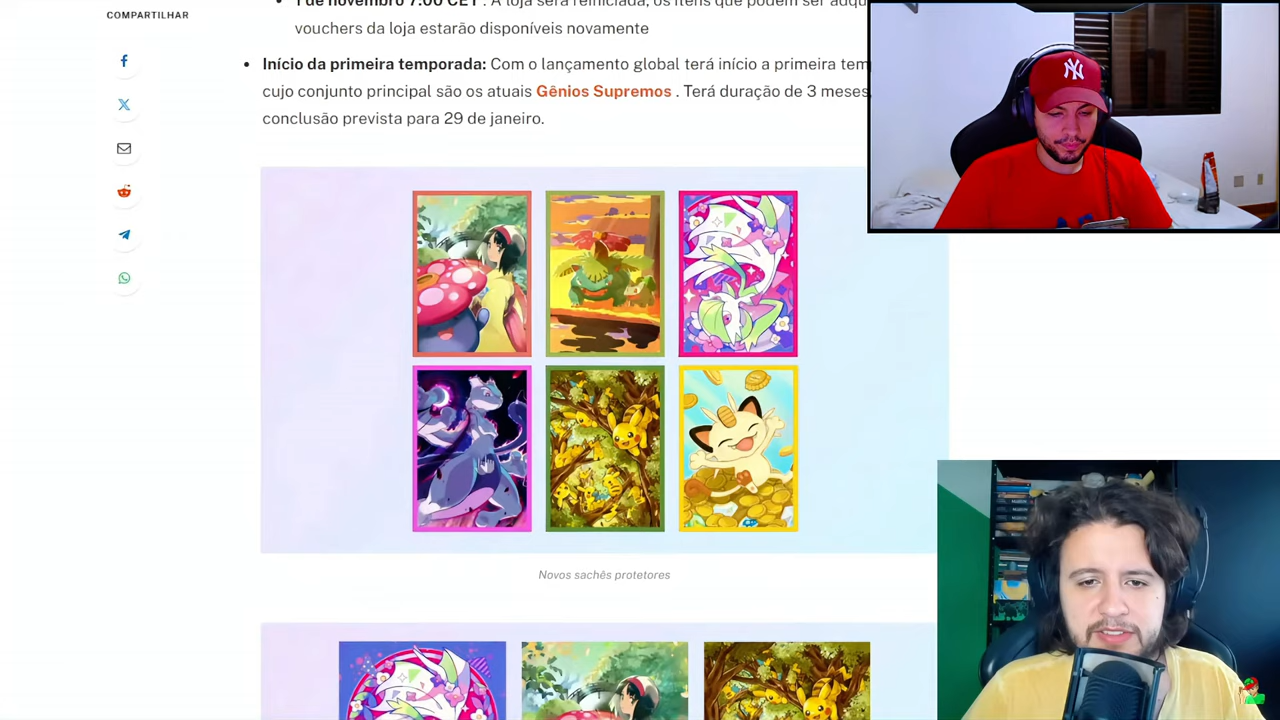 COMPARTILHAR
1 de novembro 7:00 CET . A loja será reiniciada, os itens que podem ser
vouchers da loja estarão disponíveis novamente
Início da primeira temporada: Com o lançamento global terá início a primeira
cujo conjunto principal são os atuais Gênios Supremos . Terá duração de 3 meses,
conclusão prevista para 29 de janeiro.
NY
Novos sachês protetores